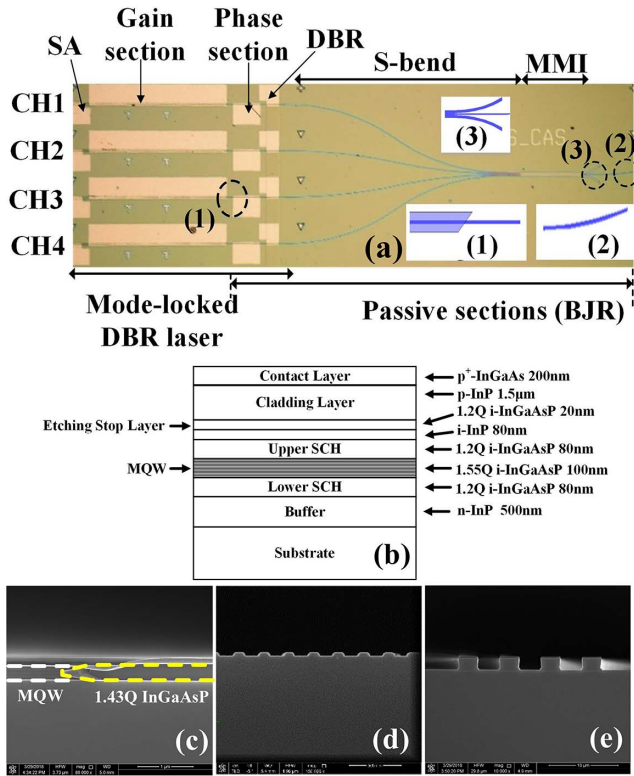 Gain
section
Phase
section
DBR
SA
S-bend
MMI
CH1
CH2
CH3
CH4
(3)
S_CAS
(3)
(2)
(1)
(a)
(1)
(2)
Mode-locked
DBR laser
Passive sections (BJR)
Contact Layer
p⁺-InGaAs 200nm
Cladding Layer
p-InP 1.5μm
1.2Q i-InGaAsP 20nm
Etching Stop Layer
i-InP 80nm
Upper SCH
1.2Q i-InGaAsP 80nm
MQW
1.55Q i-InGaAsP 100nm
Lower SCH
1.2Q i-InGaAsP 80nm
Buffer
n-InP 500nm
Substrate
(b)
MQW
1.43Q InGaAsP
(c)
(d)
(e)